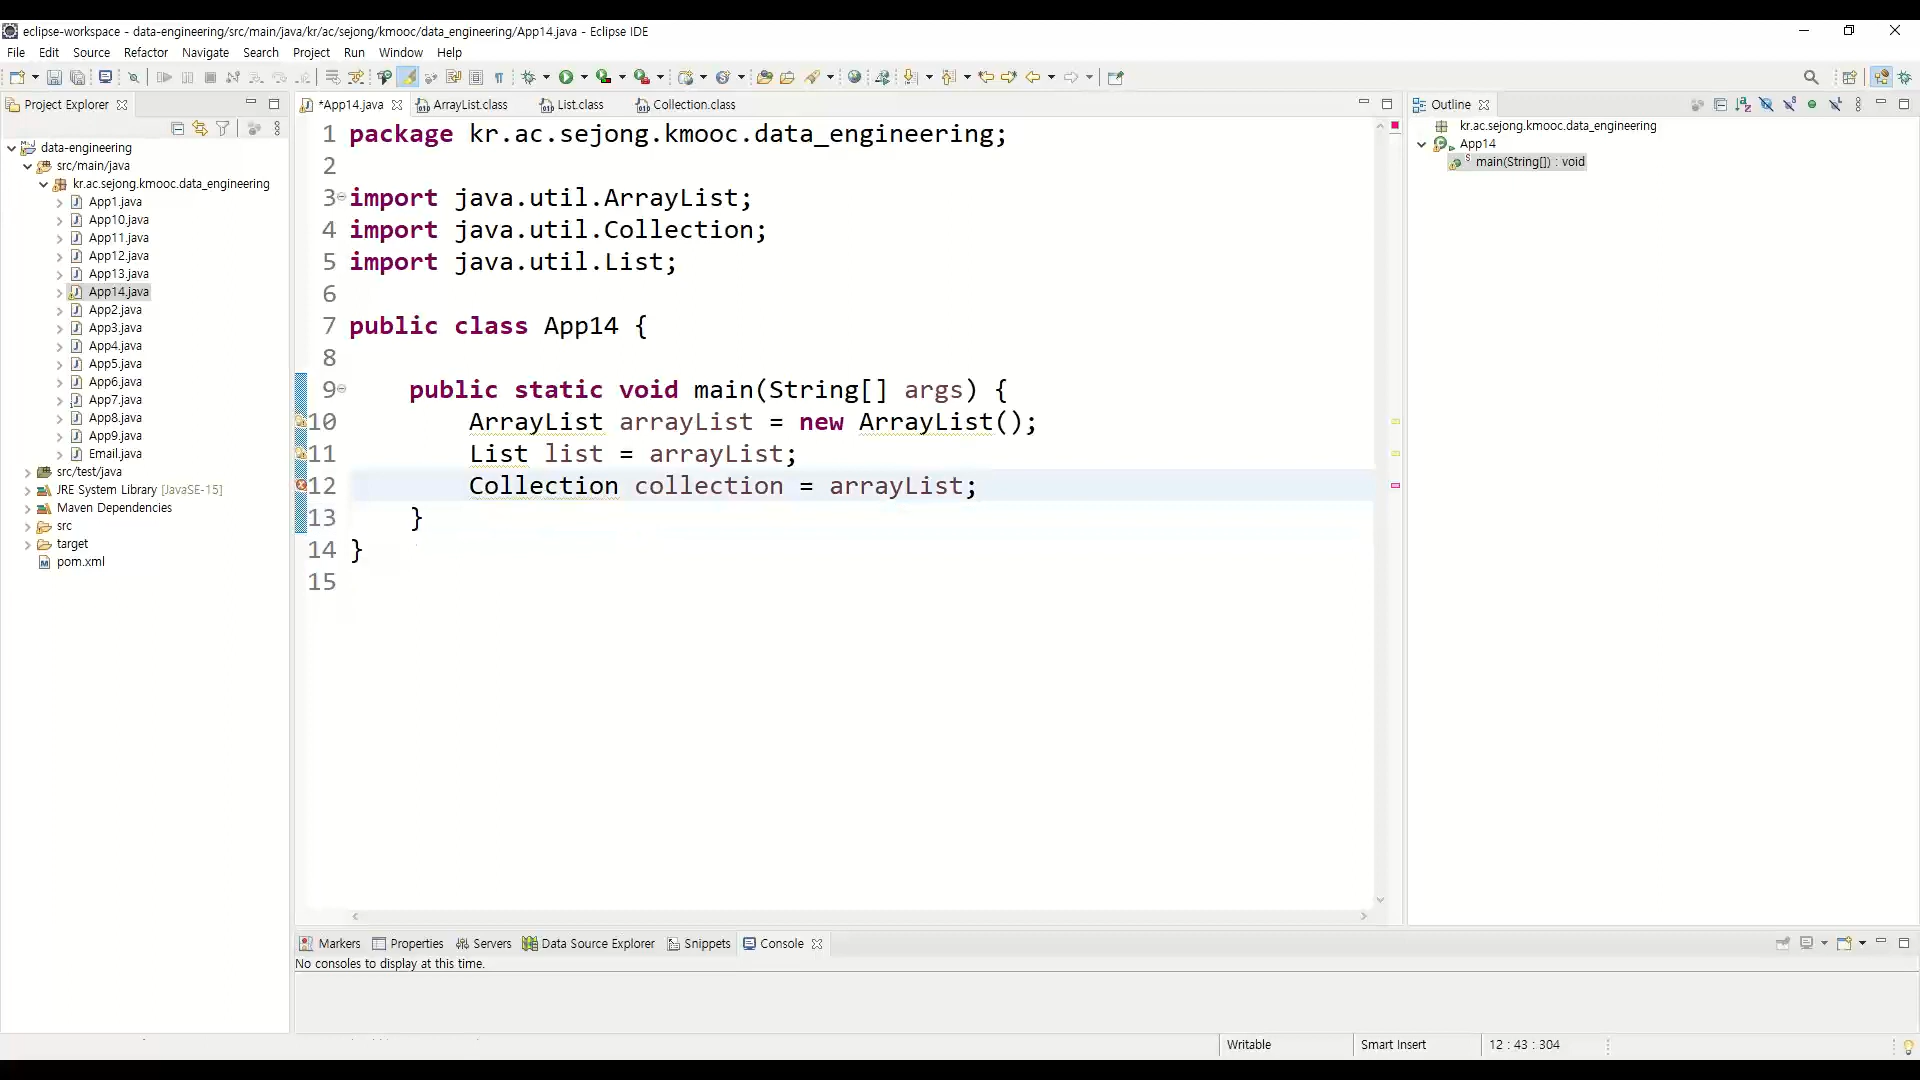 eclipse-workspace - data-engineering/src/main/java/kr/ac/sejong/kmooc/data_engineering/App14.java - Eclipse IDE
File Edit Source Refactor Navigate Search Project Run Window Help
Project Explorer
data-engineering
src/main/java
kr.ac.sejong.kmooc.data_engineering
App1.java
App10.java
App11.java
App12.java
App13.java
App14.java
App2.java
App3.java
App4.java
App5.java
App6.java
App7.java
App8.java
App9.java
Email.java
src/test/java
JRE System Library [JavaSE-15]
Maven Dependencies
src
target
pom.xml
*App14.java ArrayList.class List.class Collection.class
1 package kr.ac.sejong.kmooc.data_engineering;
2
3 import java.util.ArrayList;
4 import java.util.Collection;
5 import java.util.List;
6
7 public class App14 {
8
9 public static void main(String[] args) {
10 ArrayList arrayList = new ArrayList();
11 List list = arrayList;
12 Collection collection = arrayList;
13 }
14 }
15
Outline
kr.ac.sejong.kmooc.data_engineering
App14
main(String[]) : void
Markers Properties Servers Data Source Explorer Snippets Console
No consoles to display at this time.
Writable Smart Insert 12 : 43 : 304